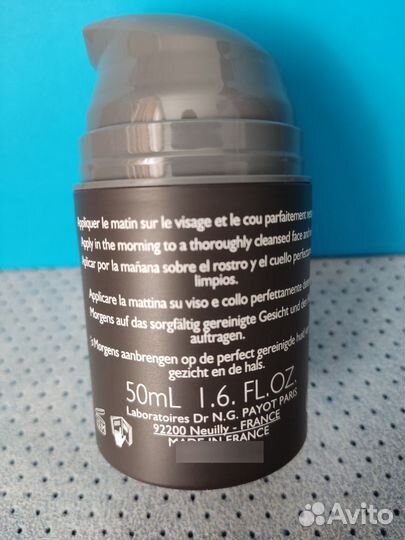 Appliquer le matin sur le visage et le cou parfaitement
Apply in the morning to a thoroughly cleansed face and
Aplicar por la mañana sobre el rostro y el cuello
limpios.
Applicare la mattina su viso e collo perfettamente
Morgens auf das sorgfältig gereinigte Gesicht und den
auftragen.
's Morgens aanbrengen op de perfect gereinigde huid
gezicht en de hals.
50mL 1.6. FL.OZ.
Laboratoires Dr N.G. PAYOT PARIS
92200 Neuilly - FRANCE
MADE IN FRANCE
Avito